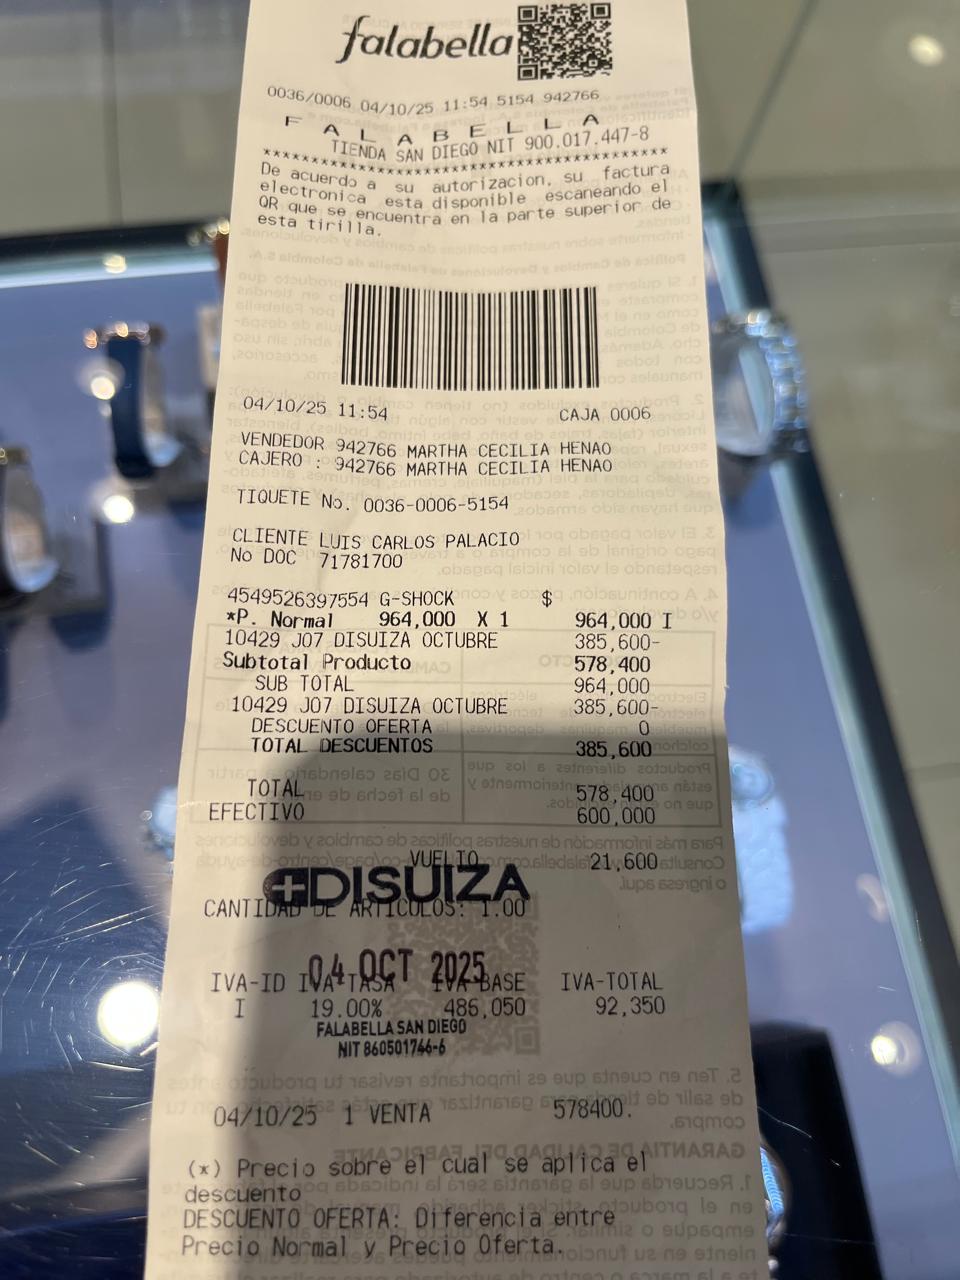 falabella
0036/0006 04/10/25 11:54 5154 942766
F A L A B E L L A
TIENDA SAN DIEGO NIT 900.017.447-8
****************************************
De acuerdo a su autorizacion, su factura
electronica esta disponible escaneando el
QR que se encuentra en la parte superior de
esta tirilla.
04/10/25 11:54 CAJA 0006
VENDEDOR 942766 MARTHA CECILIA HENAO
CAJERO : 942766 MARTHA CECILIA HENAO
TIQUETE No. 0036-0006-5154
CLIENTE LUIS CARLOS PALACIO
No DOC 71781700
4549526397554 G-SHOCK $
*P. Normal 964,000 X 1 964,000 I
10429 J07 DISUIZA OCTUBRE 385,600-
Subtotal Producto 578,400
SUB TOTAL 964,000
10429 J07 DISUIZA OCTUBRE 385,600-
DESCUENTO OFERTA 0
TOTAL DESCUENTOS 385,600
TOTAL 578,400
EFECTIVO 600,000
VUELTO 21,600
DISUIZA
CANTIDAD DE ARTICULOS: 1.00
04 OCT 2025
IVA-ID IVA-TASA IVA-BASE IVA-TOTAL
I 19.00% 486,050 92,350
FALABELLA SAN DIEGO
NIT 860501746-6
04/10/25 1 VENTA 578400.
(*) Precio sobre el cual se aplica el
descuento
DESCUENTO OFERTA: Diferencia entre
Precio Normal y Precio Oferta.